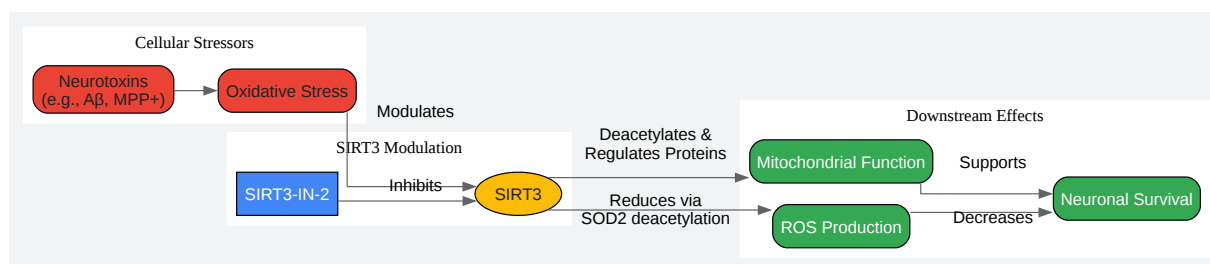 Cellular Stressors
Neurotoxins
(e.g., Aβ, MPP+)
Oxidative Stress
Modulates
SIRT3 Modulation
SIRT3-IN-2
Inhibits
SIRT3
Deacetylates &
Regulates Proteins
Reduces via
SOD2 deacetylation
Downstream Effects
Mitochondrial Function
Supports
ROS Production
Decreases
Neuronal Survival